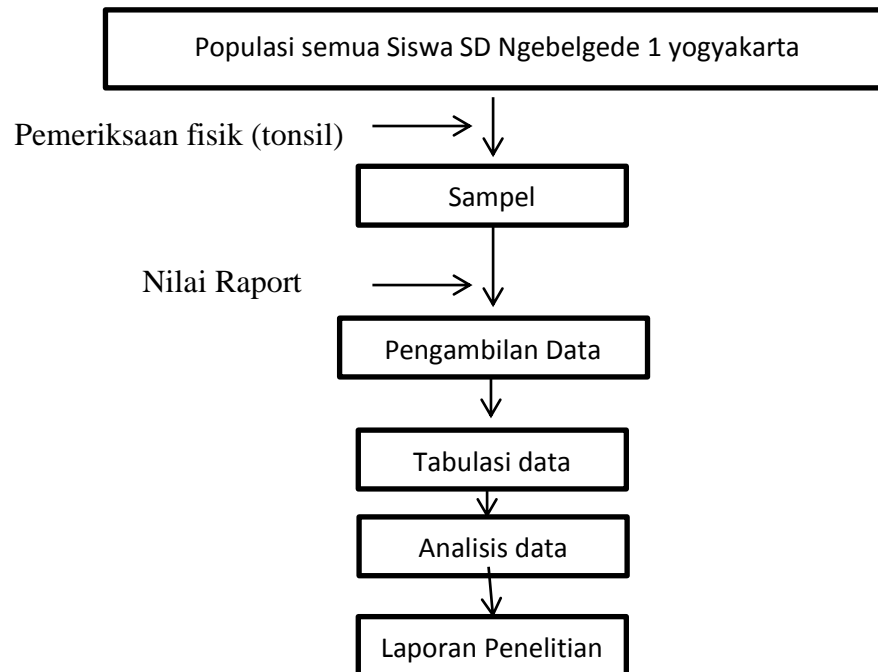 Populasi semua Siswa SD Ngebelgede 1 yogyakarta
Pemeriksaan fisik (tonsil)
Sampel
Nilai Raport
Pengambilan Data
Tabulasi data
Analisis data
Laporan Penelitian